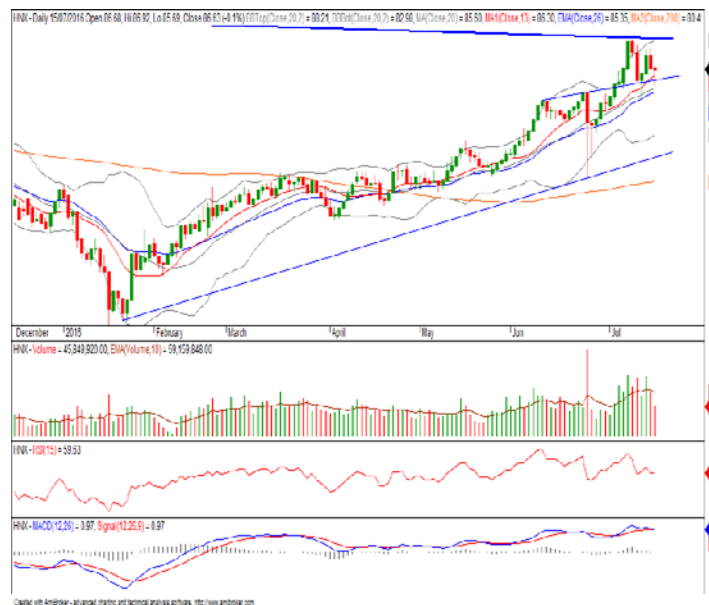 HNX - Daily 15/07/2016 Open 86.68, Hi 86.92, Lo 85.69, Close 86.63 (-0.1%) BBTop(Close,20,2) = 88.21, BBBot(Close,20,2) = 82.98, MA(Close,20) = 85.60, MA1(Close,13) = 86.30, EMA(Close,26) = 85.35, MA2(Close,200) = 80.4
December 2016 February March April May Jun Jul
HNX - Volume = 45,849,920.00, EMA(Volume,10) = 59,159,848.00
HNX - RSI(15) = 59.53
HNX - MACD(12,26) = 0.97, Signal(12,26,9) = 0.97
Created with AmiBroker - advanced charting and technical analysis software. http://www.amibroker.com